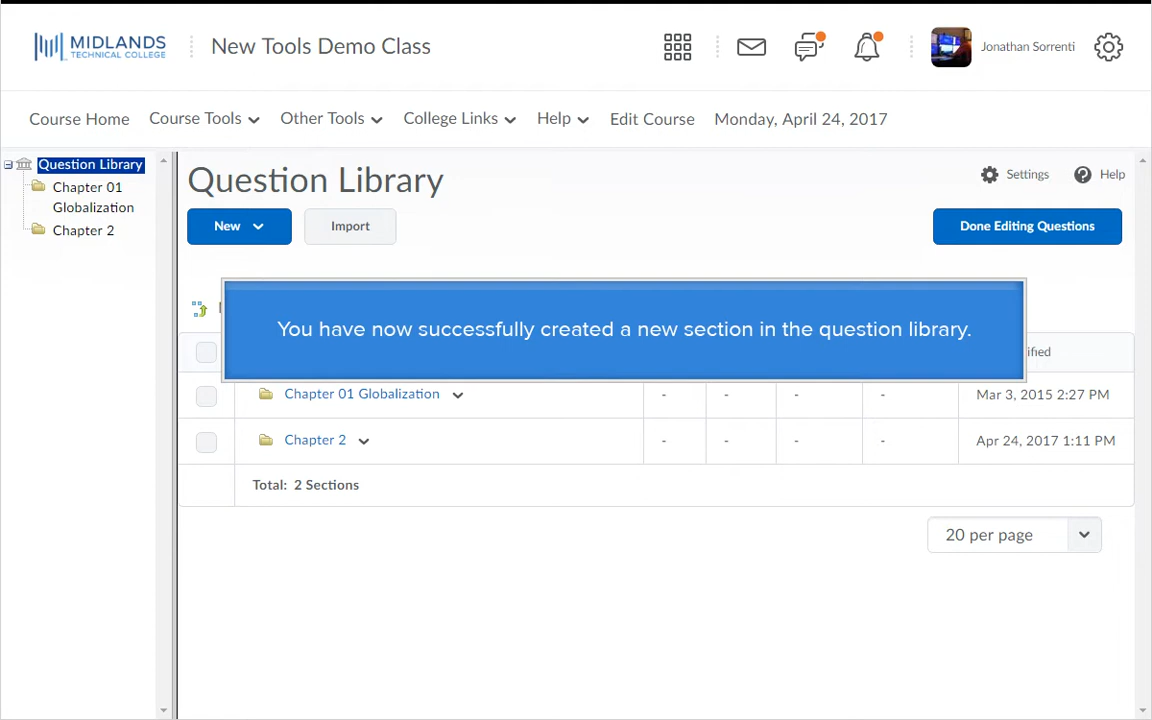 MIDLANDS
TECHNICAL COLLEGE
New Tools Demo Class
Jonathan Sorrenti
Course Home
Course Tools
Other Tools
College Links
Help
Edit Course
Monday, April 24, 2017
Question Library
Chapter 01
Globalization
Chapter 2
Question Library
Settings
Help
New
Import
Done Editing Questions
You have now successfully created a new section in the question library.
ified
Chapter 01 Globalization
- - - -
Mar 3, 2015 2:27 PM
Chapter 2
- - - -
Apr 24, 2017 1:11 PM
Total: 2 Sections
20 per page